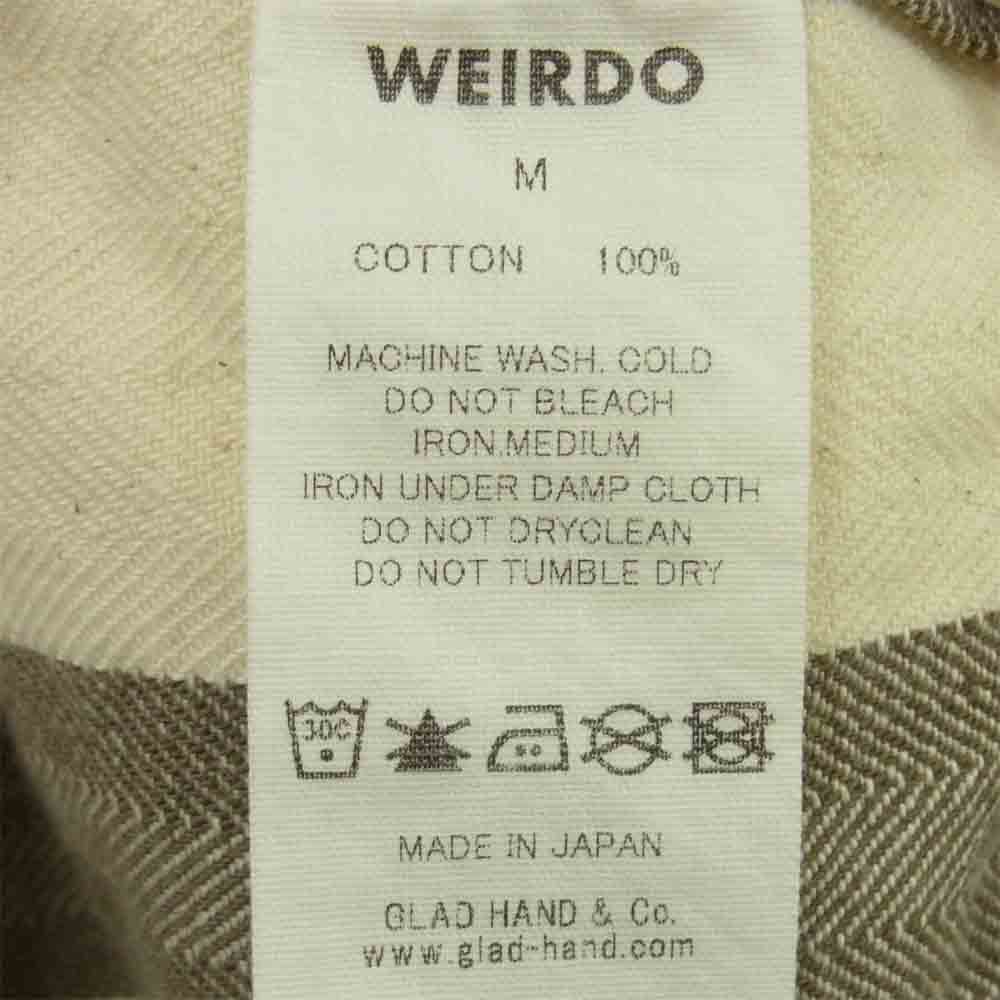 WEIRDO
M
COTTON 100%
MACHINE WASH. COLD
DO NOT BLEACH
IRON.MEDIUM
IRON UNDER DAMP CLOTH
DO NOT DRYCLEAN
DO NOT TUMBLE DRY
30C
MADE IN JAPAN
GLAD HAND & Co.
www.glad-hand.com